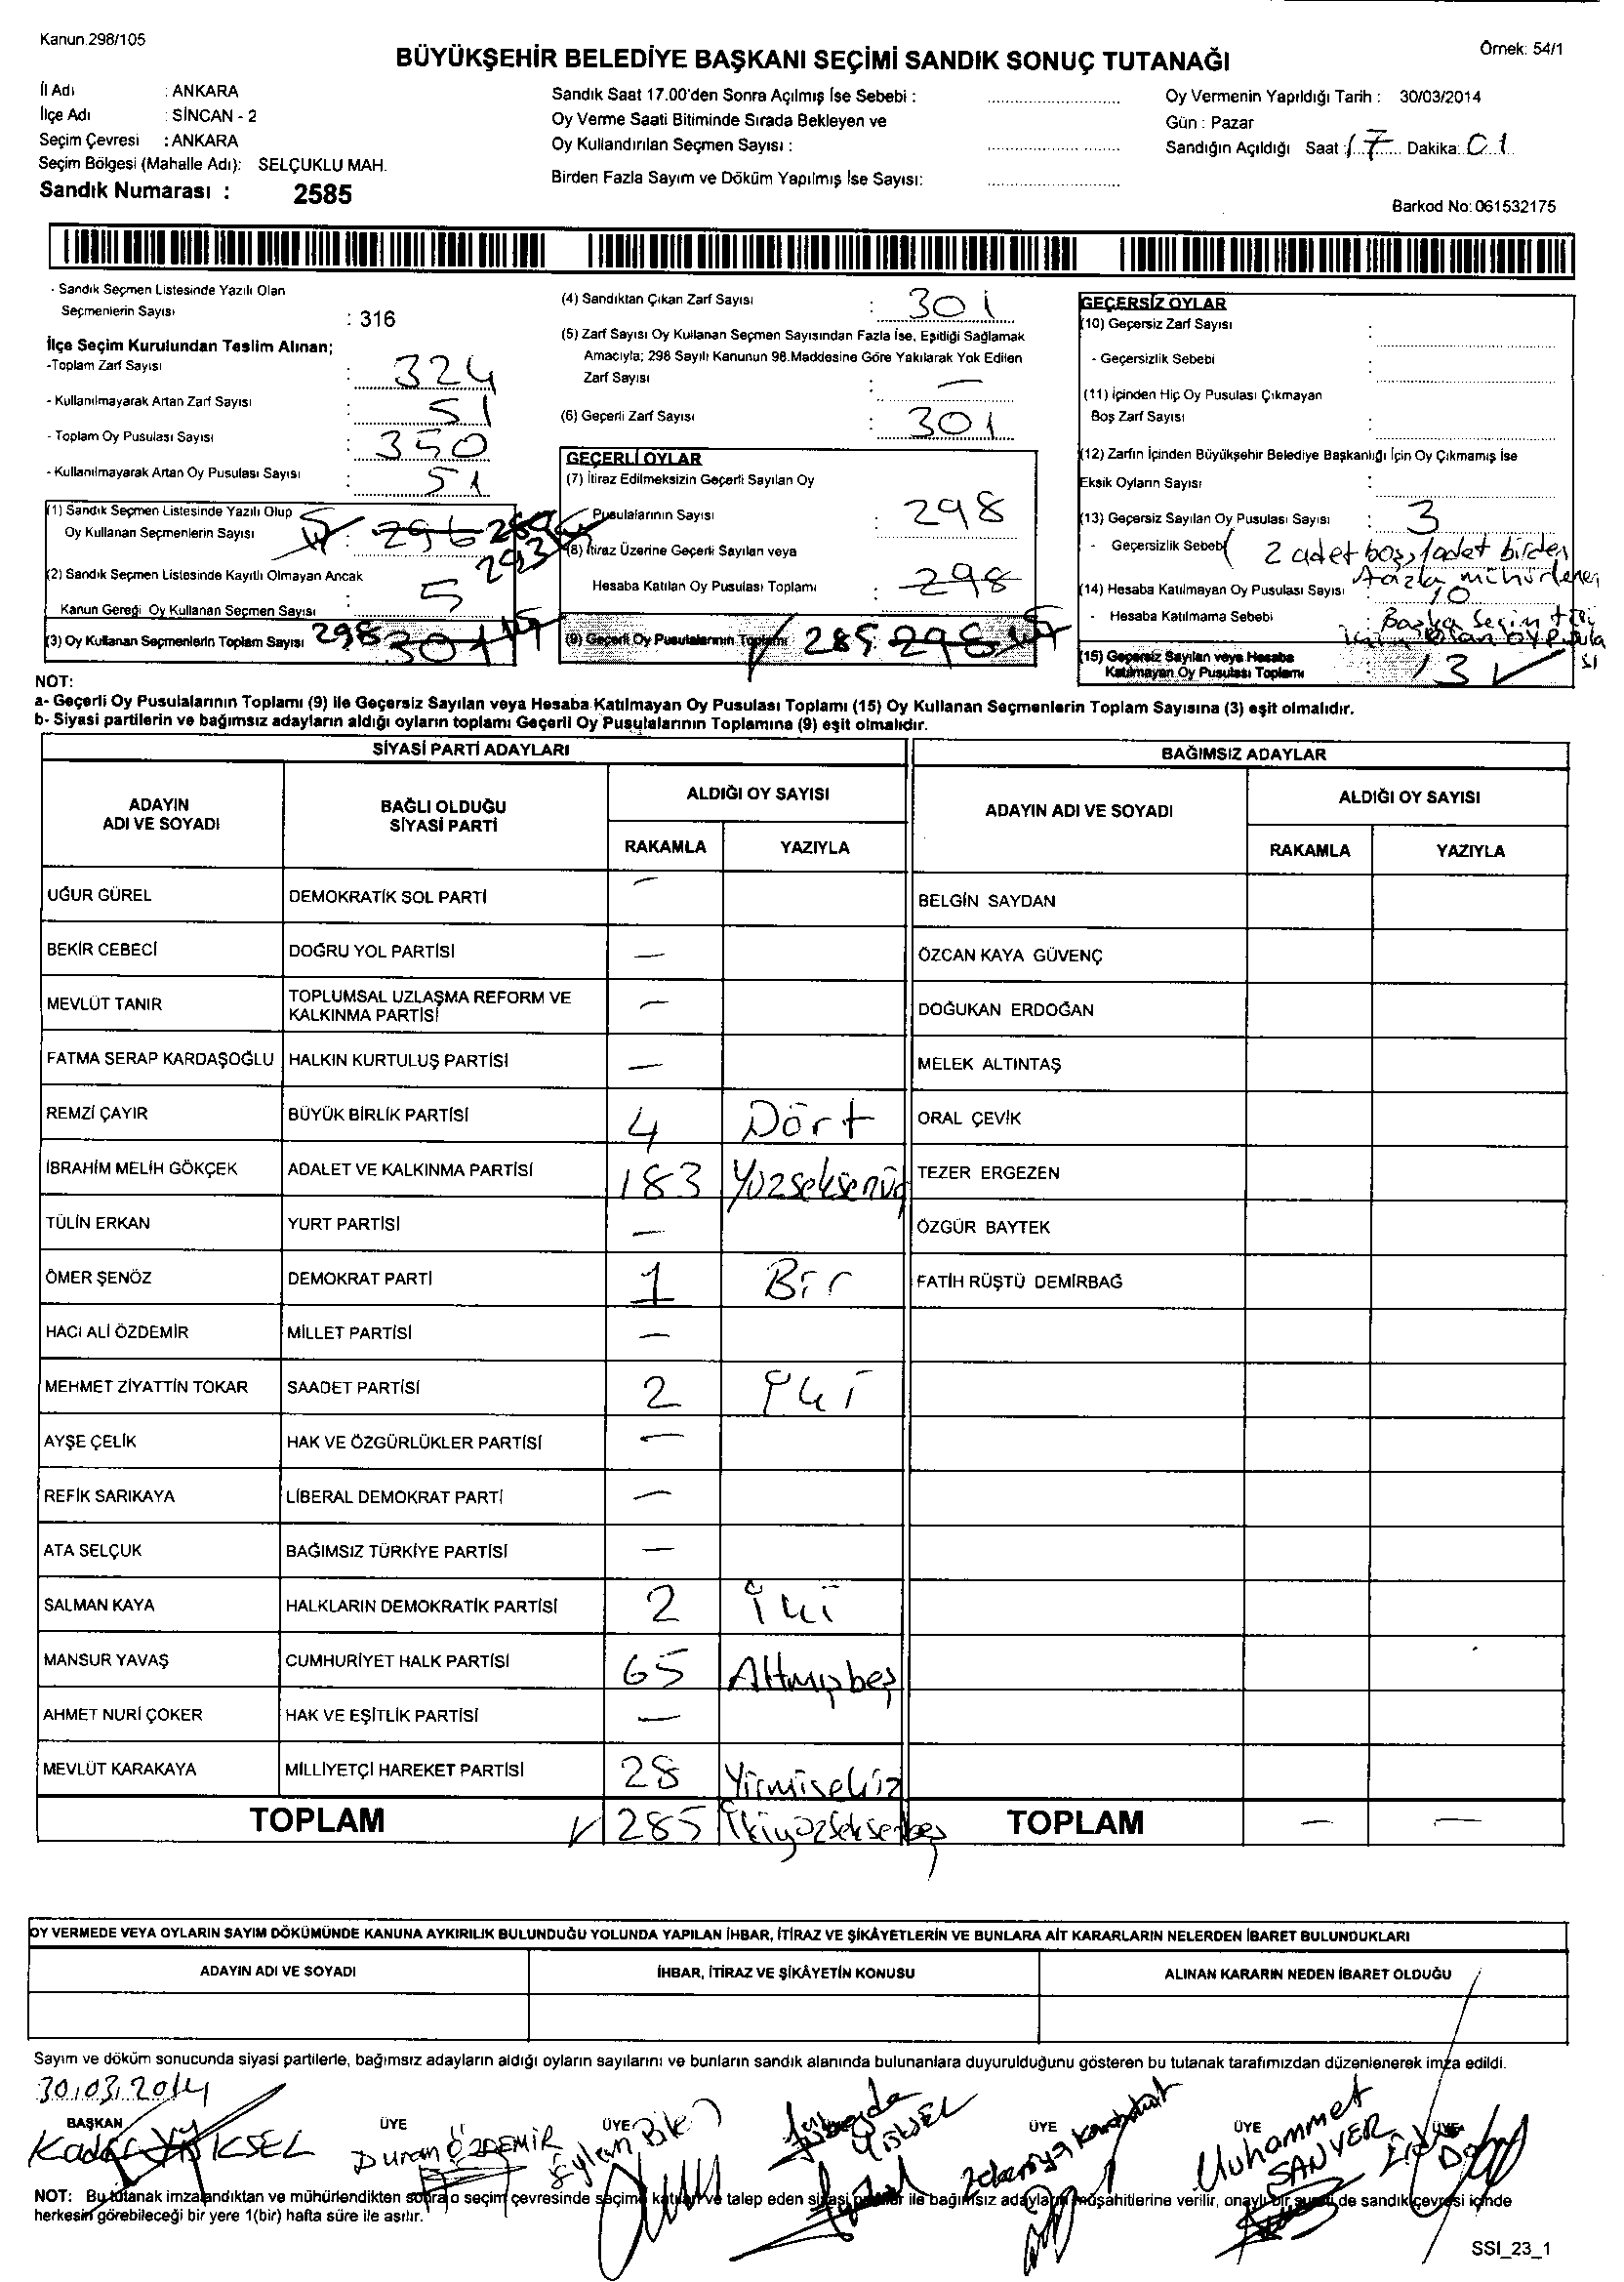 Kanun.298/105
BÜYÜKŞEHİR BELEDİYE BAŞKANI SEÇİMİ SANDIK SONUÇ TUTANAĞI
Örnek: 54/1
İl Adı : ANKARA
İlçe Adı : SİNCAN - 2
Seçim Çevresi : ANKARA
Seçim Bölgesi (Mahalle Adı): SELÇUKLU MAH.
Sandık Numarası : 2585
Sandık Saat 17.00'den Sonra Açılmış İse Sebebi :
Oy Verme Saati Bitiminde Sırada Bekleyen ve
Oy Kullandırılan Seçmen Sayısı :
Birden Fazla Sayım ve Döküm Yapılmış İse Sayısı:
Oy Vermenin Yapıldığı Tarih : 30/03/2014
Gün : Pazar
Sandığın Açıldığı Saat : 17 Dakika: 01
Barkod No: 061532175
- Sandık Seçmen Listesinde Yazılı Olan
Seçmenlerin Sayısı : 316
İlçe Seçim Kurulundan Teslim Alınan;
-Toplam Zarf Sayısı : 324
- Kullanılmayarak Artan Zarf Sayısı : 51
- Toplam Oy Pusulası Sayısı : 350
- Kullanılmayarak Artan Oy Pusulası Sayısı : 51
(1) Sandık Seçmen Listesinde Yazılı Olup
Oy Kullanan Seçmenlerin Sayısı : 296 289
293
(2) Sandık Seçmen Listesinde Kayıtlı Olmayan Ancak
Kanun Gereği Oy Kullanan Seçmen Sayısı : 5
(3) Oy Kullanan Seçmenlerin Toplam Sayısı 298 301
(4) Sandıktan Çıkan Zarf Sayısı : 301
(5) Zarf Sayısı Oy Kullanan Seçmen Sayısından Fazla İse, Eşitliği Sağlamak
Amacıyla; 298 Sayılı Kanunun 98.Maddesine Göre Yakılarak Yok Edilen
Zarf Sayısı : —
(6) Geçerli Zarf Sayısı : 301
GEÇERLİ OYLAR
(7) İtiraz Edilmeksizin Geçerli Sayılan Oy
Pusulalarının Sayısı : 298
(8) İtiraz Üzerine Geçerli Sayılan veya
Hesaba Katılan Oy Pusulası Toplamı : 298
(9) Geçerli Oy Pusulalarının Toplamı 285 298
GEÇERSİZ OYLAR
(10) Geçersiz Zarf Sayısı :
- Geçersizlik Sebebi :
(11) İçinden Hiç Oy Pusulası Çıkmayan
Boş Zarf Sayısı :
(12) Zarfın İçinden Büyükşehir Belediye Başkanlığı İçin Oy Çıkmamış İse
Eksik Oyların Sayısı :
(13) Geçersiz Sayılan Oy Pusulası Sayısı : 3
- Geçersizlik Sebebi 2 adet boş, 1 adet birden
fazla mühürlenen
(14) Hesaba Katılmayan Oy Pusulası Sayısı : 10
- Hesaba Katılmama Sebebi : Başka seçim türü
için olan oy pusulası
(15) Geçersiz Sayılan veya Hesaba
Katılmayan Oy Pusulası Toplamı : 13
NOT:
a- Geçerli Oy Pusulalarının Toplamı (9) ile Geçersiz Sayılan veya Hesaba Katılmayan Oy Pusulası Toplamı (15) Oy Kullanan Seçmenlerin Toplam Sayısına (3) eşit olmalıdır.
b- Siyasi partilerin ve bağımsız adayların aldığı oyların toplamı Geçerli Oy Pusulalarının Toplamına (9) eşit olmalıdır.
SİYASİ PARTİ ADAYLARI
BAĞIMSIZ ADAYLAR
ADAYIN ADI VE SOYADI
BAĞLI OLDUĞU SİYASİ PARTİ
ALDIĞI OY SAYISI
RAKAMLA YAZIYLA
ADAYIN ADI VE SOYADI
ALDIĞI OY SAYISI
RAKAMLA YAZIYLA
UĞUR GÜREL DEMOKRATİK SOL PARTİ — BELGİN SAYDAN
BEKİR CEBECİ DOĞRU YOL PARTİSİ — ÖZCAN KAYA GÜVENÇ
MEVLÜT TANIR TOPLUMSAL UZLAŞMA REFORM VE KALKINMA PARTİSİ — DOĞUKAN ERDOĞAN
FATMA SERAP KARDAŞOĞLU HALKIN KURTULUŞ PARTİSİ — MELEK ALTINTAŞ
REMZİ ÇAYIR BÜYÜK BİRLİK PARTİSİ 4 Dört ORAL ÇEVİK
İBRAHİM MELİH GÖKÇEK ADALET VE KALKINMA PARTİSİ 183 Yüzseksenüç TEZER ERGEZEN
TÜLİN ERKAN YURT PARTİSİ — ÖZGÜR BAYTEK
ÖMER ŞENÖZ DEMOKRAT PARTİ 1 Bir FATİH RÜŞTÜ DEMİRBAĞ
HACI ALİ ÖZDEMİR MİLLET PARTİSİ —
MEHMET ZİYATTİN TOKAR SAADET PARTİSİ 2 İki
AYŞE ÇELİK HAK VE ÖZGÜRLÜKLER PARTİSİ —
REFİK SARIKAYA LİBERAL DEMOKRAT PARTİ —
ATA SELÇUK BAĞIMSIZ TÜRKİYE PARTİSİ —
SALMAN KAYA HALKLARIN DEMOKRATİK PARTİSİ 2 İki
MANSUR YAVAŞ CUMHURİYET HALK PARTİSİ 65 Altmışbeş
AHMET NURİ ÇOKER HAK VE EŞİTLİK PARTİSİ —
MEVLÜT KARAKAYA MİLLİYETÇİ HAREKET PARTİSİ 28 Yirmisekiz
TOPLAM 285 İkiyüzseksenbeş TOPLAM — —
OY VERMEDE VEYA OYLARIN SAYIM DÖKÜMÜNDE KANUNA AYKIRILIK BULUNDUĞU YOLUNDA YAPILAN İHBAR, İTİRAZ VE ŞİKÂYETLERİN VE BUNLARA AİT KARARLARIN NELERDEN İBARET BULUNDUKLARI
ADAYIN ADI VE SOYADI İHBAR, İTİRAZ VE ŞİKÂYETİN KONUSU ALINAN KARARIN NEDEN İBARET OLDUĞU
Sayım ve döküm sonucunda siyasi partilerle, bağımsız adayların aldığı oyların sayılarını ve bunların sandık alanında bulunanlara duyurulduğunu gösteren bu tutanak tarafımızdan düzenlenerek imza edildi.
30.03.2014
BAŞKAN ÜYE ÜYE ÜYE ÜYE ÜYE
YÜKSEL Duran ÖZDEMİR Eylem YÜKSEL Zekeriya Muhammet SANVER
NOT: Bu tutanak imzalandıktan ve mühürlendikten sonra o seçim çevresinde seçime katılan ve talep eden siyasi partiler ile bağımsız adayların müşahitlerine verilir, onaylı bir sureti de sandık çevresi içinde
herkesin görebileceği bir yere 1(bir) hafta süre ile asılır.
SSI_23_1